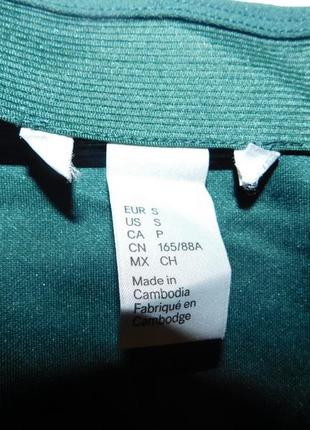 EUR S
US S
CA P
CN 165/88A
MX CH
Made in
Cambodia
Fabriqué en
Cambodge